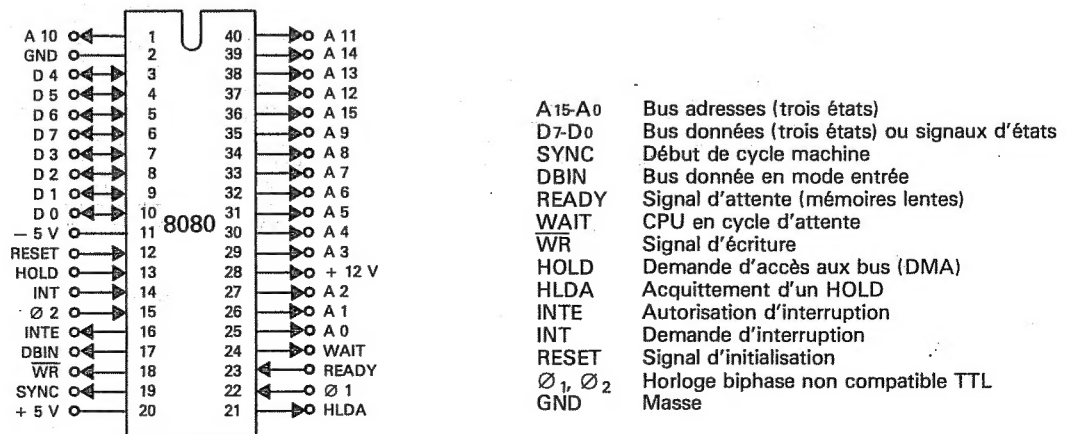 A 10 1 40 A 11
GND 2 39 A 14
D 4 3 38 A 13
D 5 4 37 A 12
D 6 5 36 A 15
D 7 6 35 A 9
D 3 7 34 A 8
D 2 8 33 A 7
D 1 9 32 A 6
D 0 10 31 A 5
8080
– 5 V 11 30 A 4
RESET 12 29 A 3
HOLD 13 28 + 12 V
INT 14 27 A 2
Ø 2 15 26 A 1
INTE 16 25 A 0
DBIN 17 24 WAIT
W̅R̅ 18 23 READY
SYNC 19 22 Ø 1
+ 5 V 20 21 HLDA
A15-A0 Bus adresses (trois états)
D7-D0 Bus données (trois états) ou signaux d'états
SYNC Début de cycle machine
DBIN Bus donnée en mode entrée
READY Signal d'attente (mémoires lentes)
WAIT CPU en cycle d'attente
W̅R̅ Signal d'écriture
HOLD Demande d'accès aux bus (DMA)
HLDA Acquittement d'un HOLD
INTE Autorisation d'interruption
INT Demande d'interruption
RESET Signal d'initialisation
Ø1, Ø2 Horloge biphase non compatible TTL
GND Masse